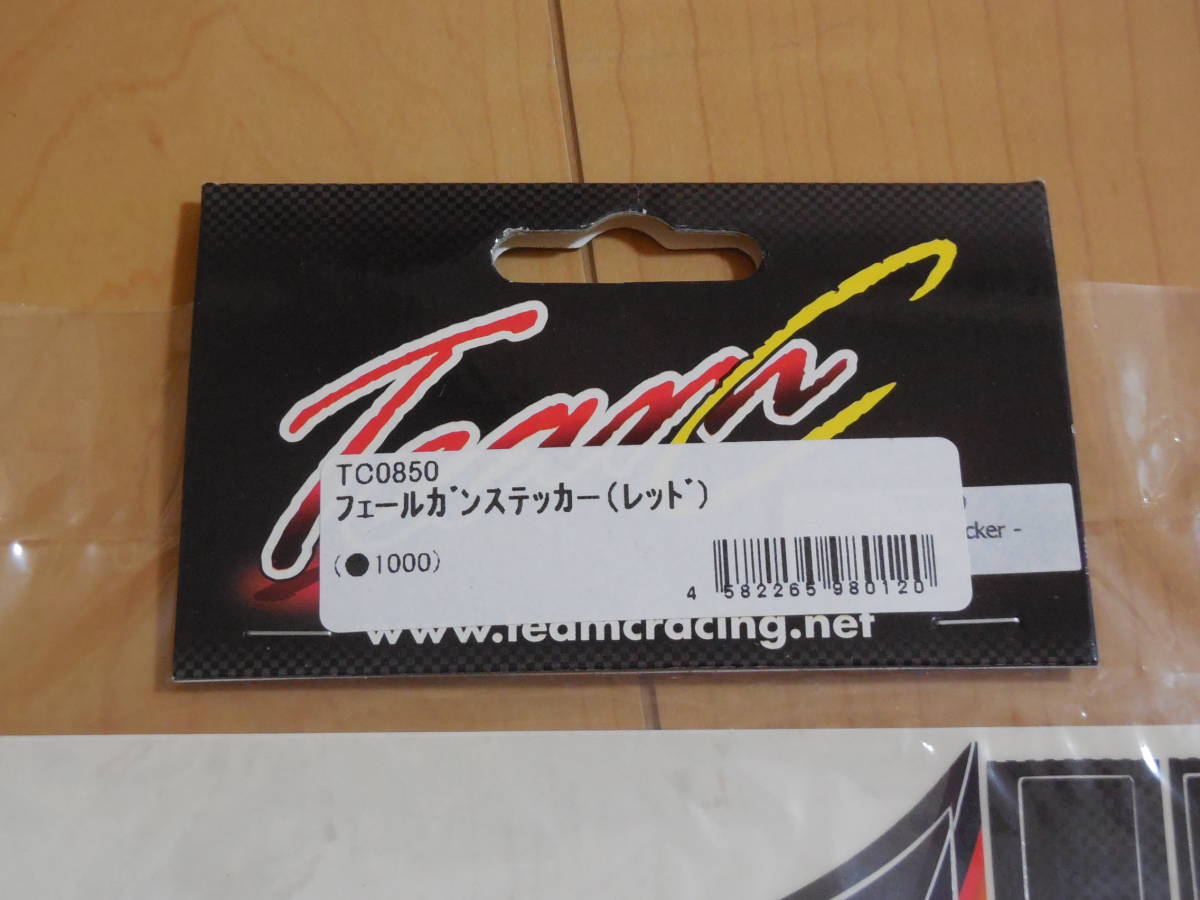 Team C
TC0850
フェールガンステッカー(レッド)
(●1000)
cker -
4 582265 980120
www.teamcracing.net